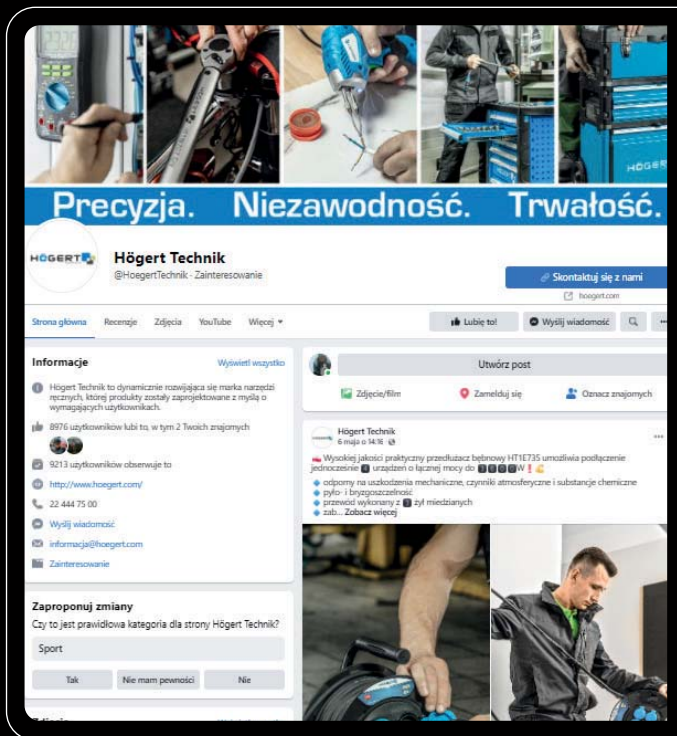 HÖGERT
Precyzja. Niezawodność. Trwałość.
HÖGERT
Högert Technik
@HoegertTechnik · Zainteresowanie
Skontaktuj się z nami
hoegert.com
Strona główna Recenzje Zdjęcia YouTube Więcej
Lubię to! Wyślij wiadomość
Informacje Wyświetl wszystko
Högert Technik to dynamicznie rozwijająca się marka narzędzi
ręcznych, której produkty zostały zaprojektowane z myślą o
wymagających użytkownikach.
8976 użytkowników lubi to, w tym 2 Twoich znajomych
9213 użytkowników obserwuje to
http://www.hoegert.com/
22 444 75 00
Wyślij wiadomość
informacja@hoegert.com
Zainteresowanie
Zaproponuj zmiany
Czy to jest prawidłowa kategoria dla strony Högert Technik?
Sport
Tak Nie mam pewności Nie
Utwórz post
Zdjęcie/film Zamelduj się Oznacz znajomych
Högert Technik
6 maja o 14:16
Wysokiej jakości praktyczny przedłużacz bębnowy HT1E735 umożliwia podłączenie
jednocześnie 4 urządzeń o łącznej mocy do W❗
odporny na uszkodzenia mechaniczne, czynniki atmosferyczne i substancje chemiczne
pyło- i bryzgoszczelność
przewód wykonany z 3 żył miedzianych
zab... Zobacz więcej